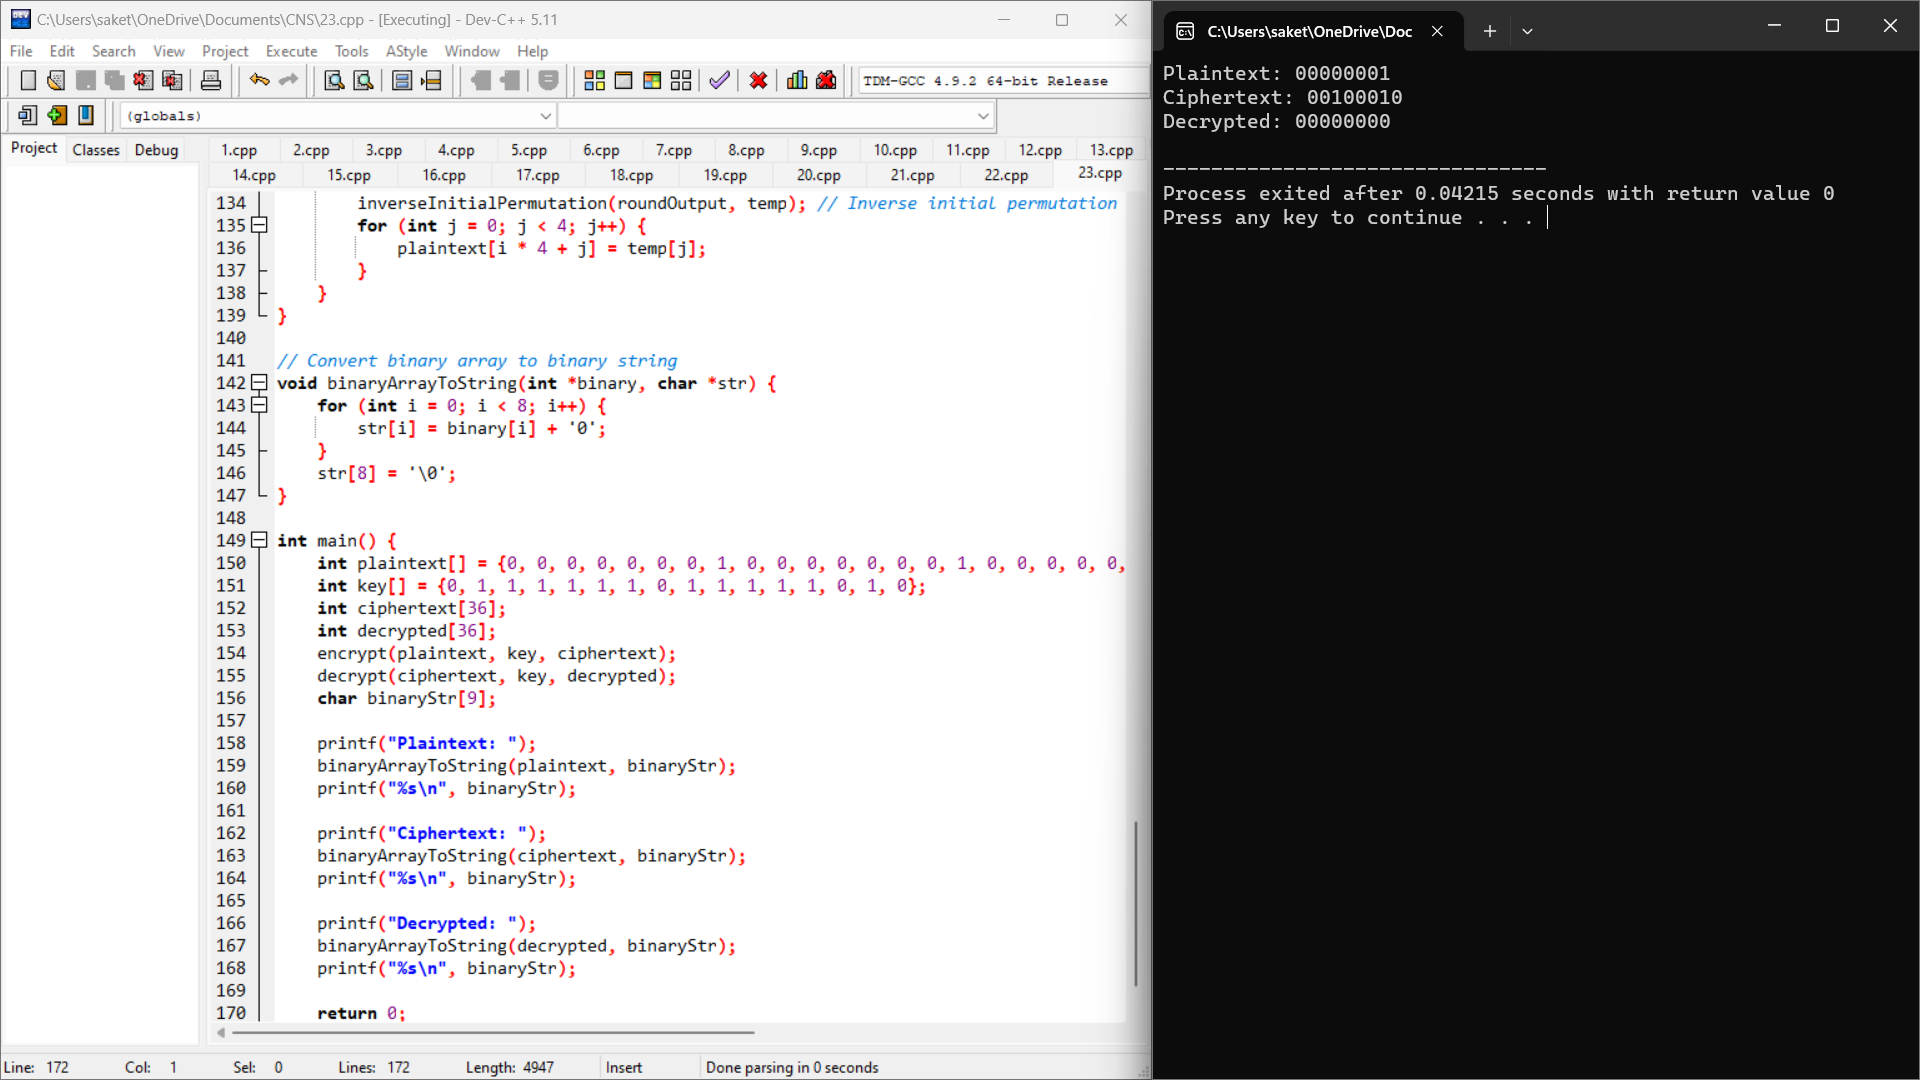 C:\Users\saket\OneDrive\Documents\CNS\23.cpp - [Executing] - Dev-C++ 5.11
File Edit Search View Project Execute Tools AStyle Window Help
TDM-GCC 4.9.2 64-bit Release
(globals)
Project Classes Debug
1.cpp 2.cpp 3.cpp 4.cpp 5.cpp 6.cpp 7.cpp 8.cpp 9.cpp 10.cpp 11.cpp 12.cpp 13.cpp
14.cpp 15.cpp 16.cpp 17.cpp 18.cpp 19.cpp 20.cpp 21.cpp 22.cpp 23.cpp
134 inverseInitialPermutation(roundOutput, temp); // Inverse initial permutation
135 for (int j = 0; j < 4; j++) {
136 plaintext[i * 4 + j] = temp[j];
137 }
138 }
139 }
140
141 // Convert binary array to binary string
142 void binaryArrayToString(int *binary, char *str) {
143 for (int i = 0; i < 8; i++) {
144 str[i] = binary[i] + '0';
145 }
146 str[8] = '\0';
147 }
148
149 int main() {
150 int plaintext[] = {0, 0, 0, 0, 0, 0, 0, 1, 0, 0, 0, 0, 0, 0, 0, 1, 0, 0, 0, 0, 0,
151 int key[] = {0, 1, 1, 1, 1, 1, 1, 0, 1, 1, 1, 1, 1, 0, 1, 0};
152 int ciphertext[36];
153 int decrypted[36];
154 encrypt(plaintext, key, ciphertext);
155 decrypt(ciphertext, key, decrypted);
156 char binaryStr[9];
157
158 printf("Plaintext: ");
159 binaryArrayToString(plaintext, binaryStr);
160 printf("%s\n", binaryStr);
161
162 printf("Ciphertext: ");
163 binaryArrayToString(ciphertext, binaryStr);
164 printf("%s\n", binaryStr);
165
166 printf("Decrypted: ");
167 binaryArrayToString(decrypted, binaryStr);
168 printf("%s\n", binaryStr);
169
170 return 0;
Line: 172 Col: 1 Sel: 0 Lines: 172 Length: 4947 Insert Done parsing in 0 seconds
C:\Users\saket\OneDrive\Doc
Plaintext: 00000001
Ciphertext: 00100010
Decrypted: 00000000
--------------------------------
Process exited after 0.04215 seconds with return value 0
Press any key to continue . . .